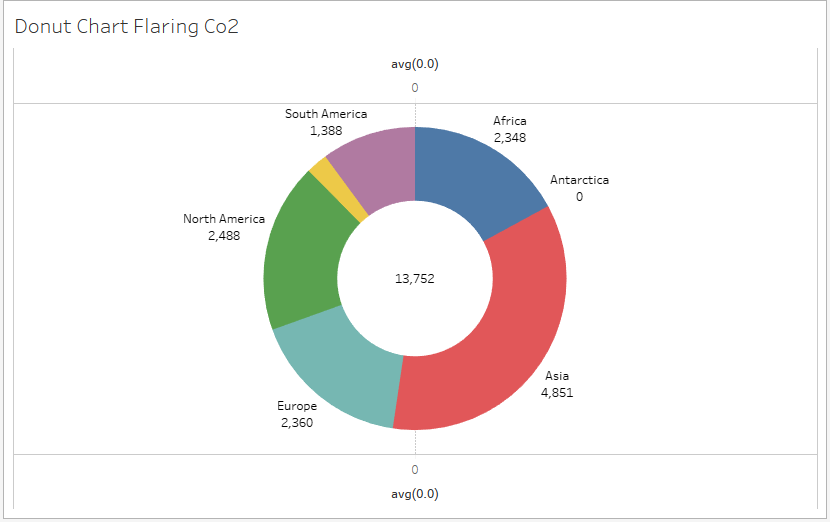 Donut Chart Flaring Co2
avg(0.0)
0
South America
1,388
Africa
2,348
Antarctica
0
North America
2,488
13,752
Asia
4,851
Europe
2,360
0
avg(0.0)